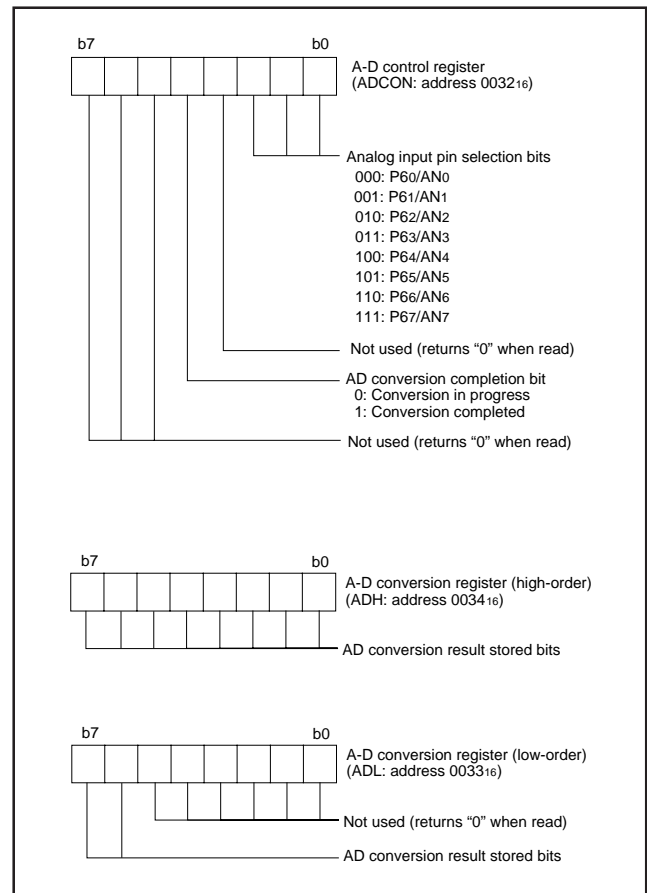 b7 b0
A-D control register
(ADCON: address 0032₁₆)
Analog input pin selection bits
000: P6₀/AN₀
001: P6₁/AN₁
010: P6₂/AN₂
011: P6₃/AN₃
100: P6₄/AN₄
101: P6₅/AN₅
110: P6₆/AN₆
111: P6₇/AN₇
Not used (returns “0” when read)
AD conversion completion bit
0: Conversion in progress
1: Conversion completed
Not used (returns “0” when read)
b7 b0
A-D conversion register (high-order)
(ADH: address 0034₁₆)
AD conversion result stored bits
b7 b0
A-D conversion register (low-order)
(ADL: address 0033₁₆)
Not used (returns “0” when read)
AD conversion result stored bits